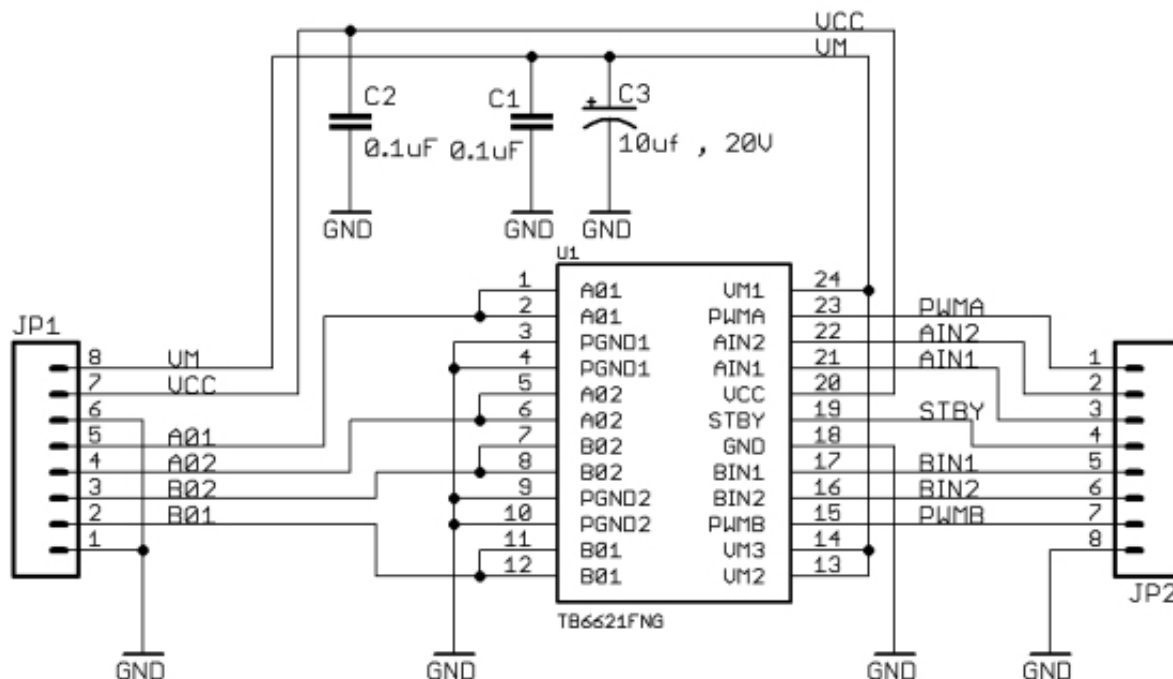 VCC
VM
C2
C1
C3
+
0.1uF
0.1uF
10uf , 20V
GND
GND
GND
U1
1 A01 VM1 24
2 A01 PWMA 23 PWMA
3 PGND1 AIN2 22 AIN2
4 PGND1 AIN1 21 AIN1
5 A02 VCC 20
6 A02 STBY 19 STBY
7 B02 GND 18
8 B02 BIN1 17 BIN1
9 PGND2 BIN2 16 BIN2
10 PGND2 PWMB 15 PWMB
11 B01 VM3 14
12 B01 VM2 13
TB6621FNG
JP1
8 VM
7 VCC
6
5 A01
4 A02
3 B02
2 B01
1
1
2
3
4
5
6
7
8
JP2
GND
GND
GND
GND